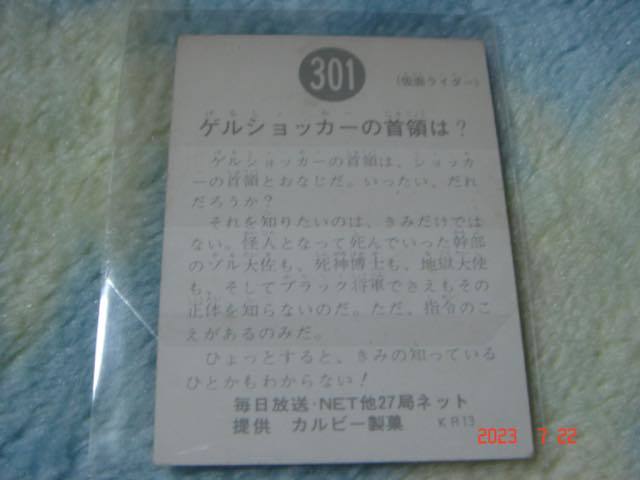 301
(仮面ライダー)
ゲルショッカーの首領は?
ゲルショッカーの首領は、ショッカ
ーの首領とおなじだ。いったい、だれ
だろうか?
それを知りたいのは、きみだけでは
ない。怪人となって死んでいった幹部
のゾル大佐も、死神博士も、地獄大使
も、そしてブラック将軍でさえもその
正体を知らないのだ。ただ、指令のこ
えがあるのみだ。
ひょっとすると、きみの知っている
ひとかもわからない!
毎日放送・NET他27局ネット
提供 カルビー製菓 KR13
2023 7 22